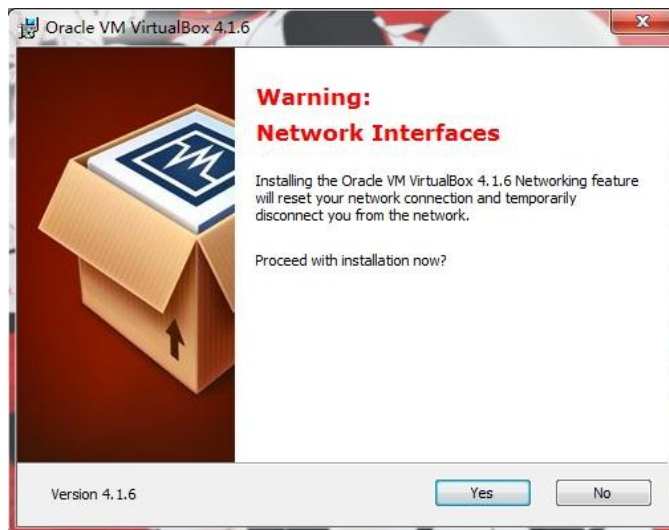 Oracle VM VirtualBox 4.1.6
Warning:
Network Interfaces
Installing the Oracle VM VirtualBox 4.1.6 Networking feature
will reset your network connection and temporarily
disconnect you from the network.
Proceed with installation now?
Version 4.1.6
Yes
No